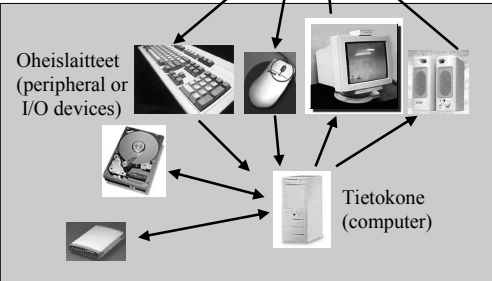 Oheislaitteet
(peripheral or
I/O devices)
Tietokone
(computer)